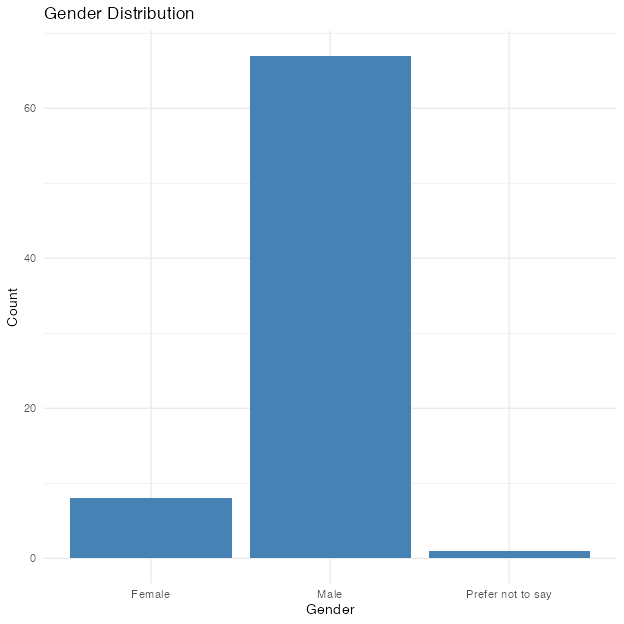 Gender Distribution
60
40
20
0
Count
Female
Male
Prefer not to say
Gender